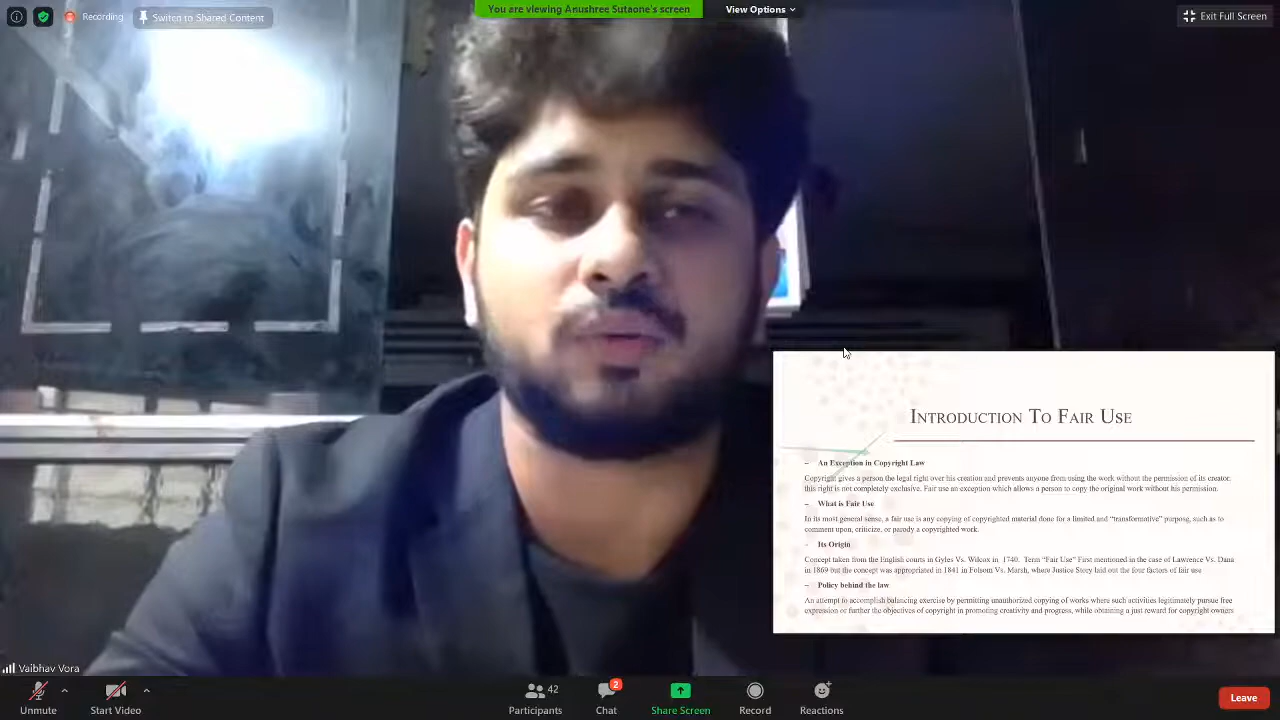 Recording
Switch to Shared Content
You are viewing Anushree Sutaone's screen
View Options
Exit Full Screen
INTRODUCTION TO FAIR USE
– An Exception in Copyright Law
Copyright gives a person the legal right over his creation and prevents anyone from using the work without the permission of its creator;
this right is not completely exclusive. Fair use an exception which allows a person to copy the original work without his permission.
– What is Fair Use
In its most general sense, a fair use is any copying of copyrighted material done for a limited and “transformative” purpose, such as to
comment upon, criticize, or parody a copyrighted work.
– Its Origin
Concept taken from the English courts in Gyles Vs. Wilcox in 1740. Term “Fair Use” First mentioned in the case of Lawrence Vs. Dana
in 1869 but the concept was appropriated in 1841 in Folsom Vs. Marsh, where Justice Story laid out the four factors of fair use
– Policy behind the law
An attempt to accomplish balancing exercise by permitting unauthorized copying of works where such activities legitimately pursue free
expression or further the objectives of copyright in promoting creativity and progress, while obtaining a just reward for copyright owners
Vaibhav Vora
Unmute
Start Video
42
Participants
2
Chat
Share Screen
Record
Reactions
Leave